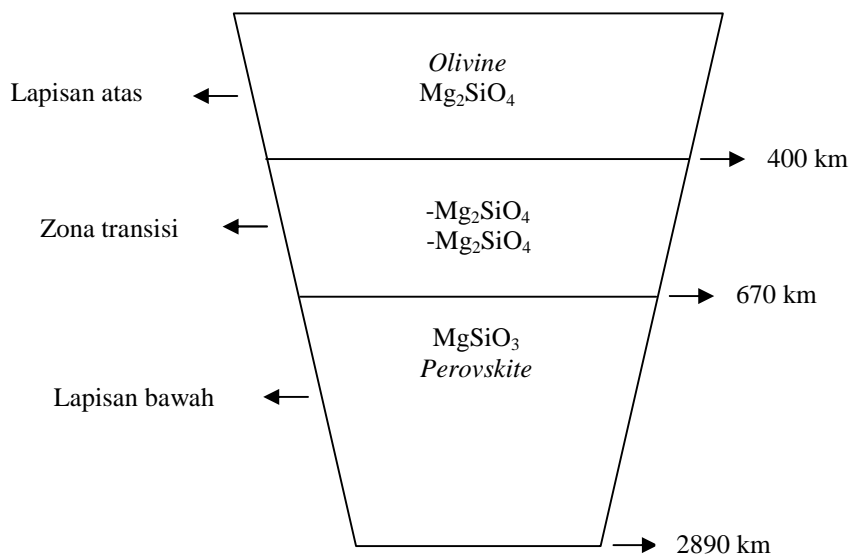 Olivine
Mg₂SiO₄
Lapisan atas
400 km
Zona transisi
-Mg₂SiO₄
-Mg₂SiO₄
670 km
MgSiO₃
Perovskite
Lapisan bawah
2890 km